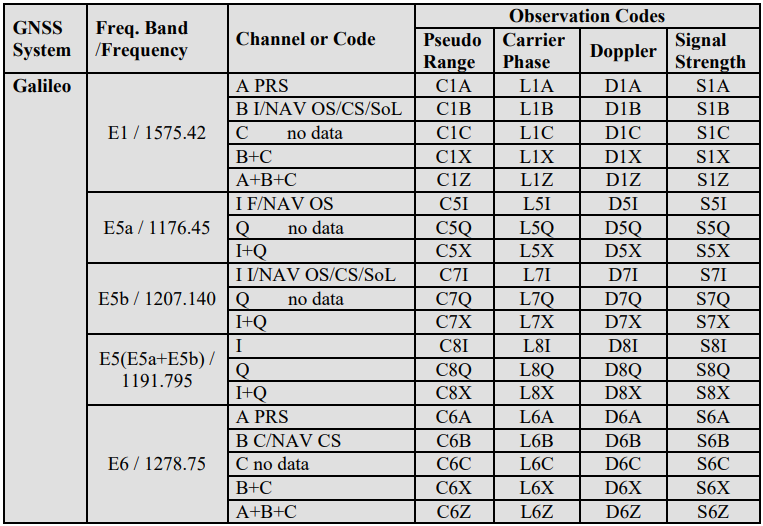 GNSS System Freq. Band /Frequency Channel or Code Observation Codes
Pseudo Range Carrier Phase Doppler Signal Strength
Galileo E1 / 1575.42 A PRS C1A L1A D1A S1A
B I/NAV OS/CS/SoL C1B L1B D1B S1B
C no data C1C L1C D1C S1C
B+C C1X L1X D1X S1X
A+B+C C1Z L1Z D1Z S1Z
E5a / 1176.45 I F/NAV OS C5I L5I D5I S5I
Q no data C5Q L5Q D5Q S5Q
I+Q C5X L5X D5X S5X
E5b / 1207.140 I I/NAV OS/CS/SoL C7I L7I D7I S7I
Q no data C7Q L7Q D7Q S7Q
I+Q C7X L7X D7X S7X
E5(E5a+E5b) / 1191.795 I C8I L8I D8I S8I
Q C8Q L8Q D8Q S8Q
I+Q C8X L8X D8X S8X
E6 / 1278.75 A PRS C6A L6A D6A S6A
B C/NAV CS C6B L6B D6B S6B
C no data C6C L6C D6C S6C
B+C C6X L6X D6X S6X
A+B+C C6Z L6Z D6Z S6Z